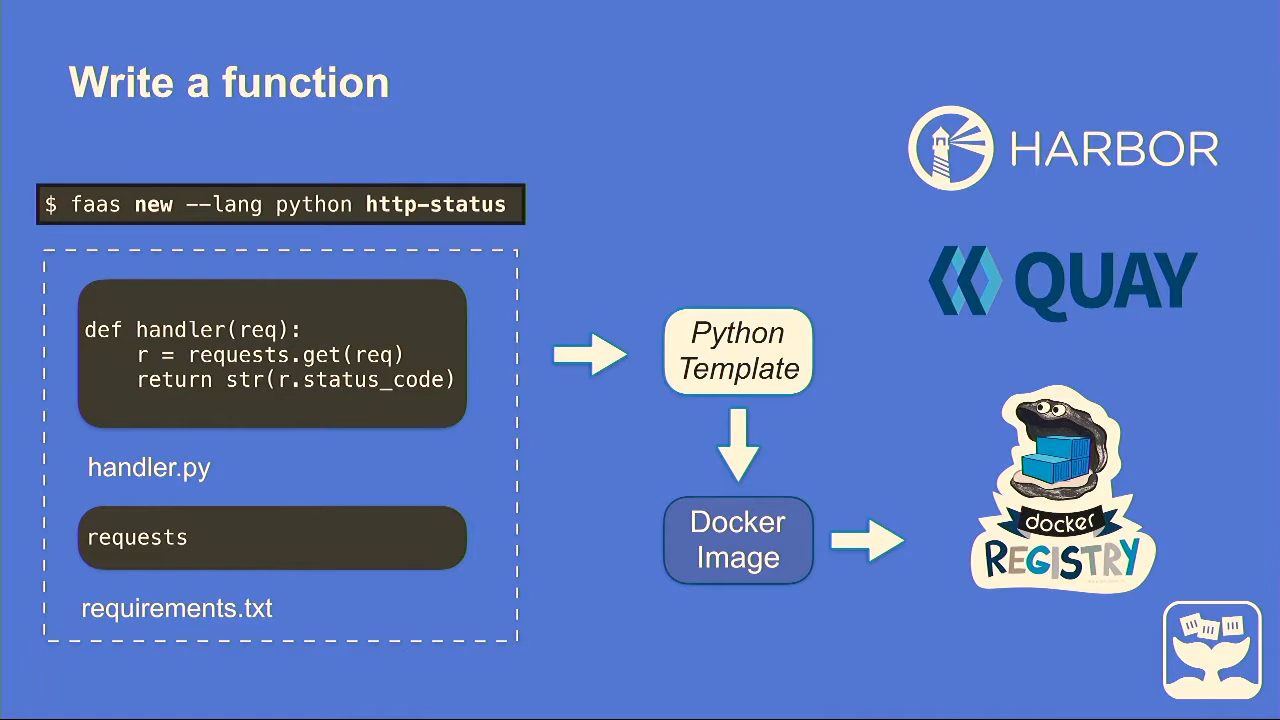 Write a function
$ faas new --lang python http-status
def handler(req):
    r = requests.get(req)
    return str(r.status_code)
handler.py
requests
requirements.txt
Python
Template
Docker
Image
HARBOR
QUAY
docker
REGISTRY